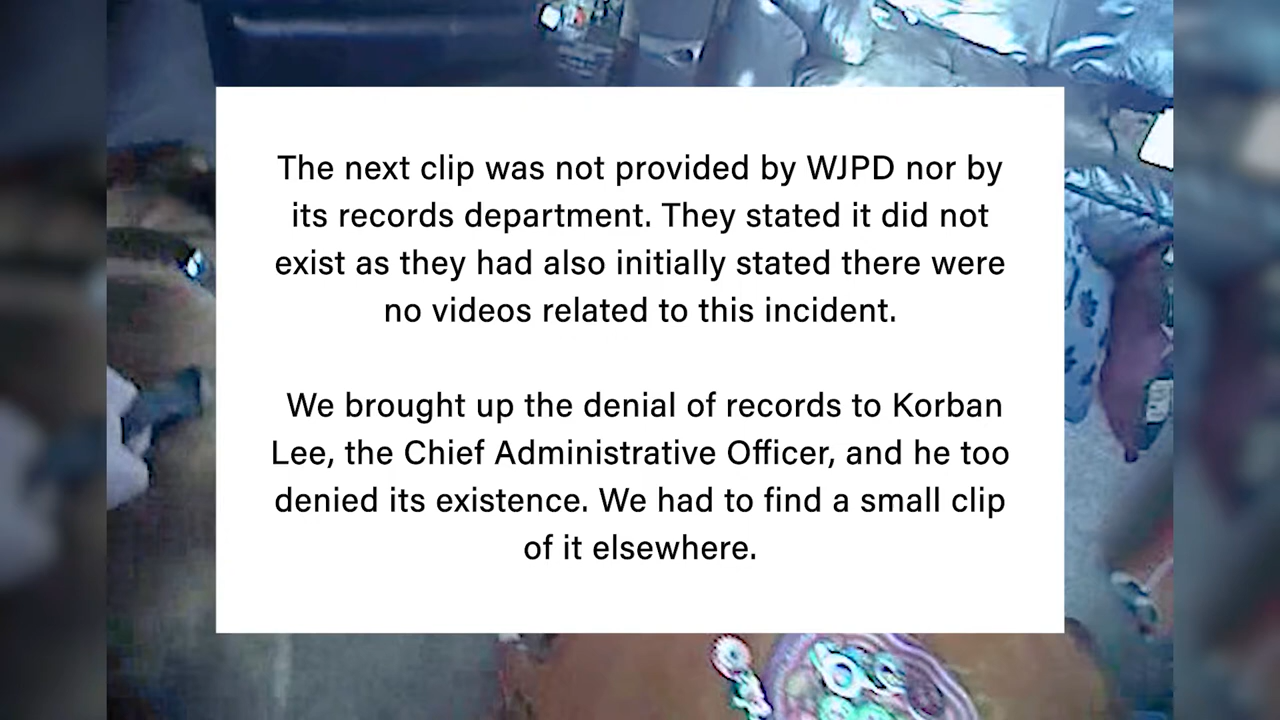 The next clip was not provided by WJPD nor by
its records department. They stated it did not
exist as they had also initially stated there were
no videos related to this incident.
We brought up the denial of records to Korban
Lee, the Chief Administrative Officer, and he too
denied its existence. We had to find a small clip
of it elsewhere.